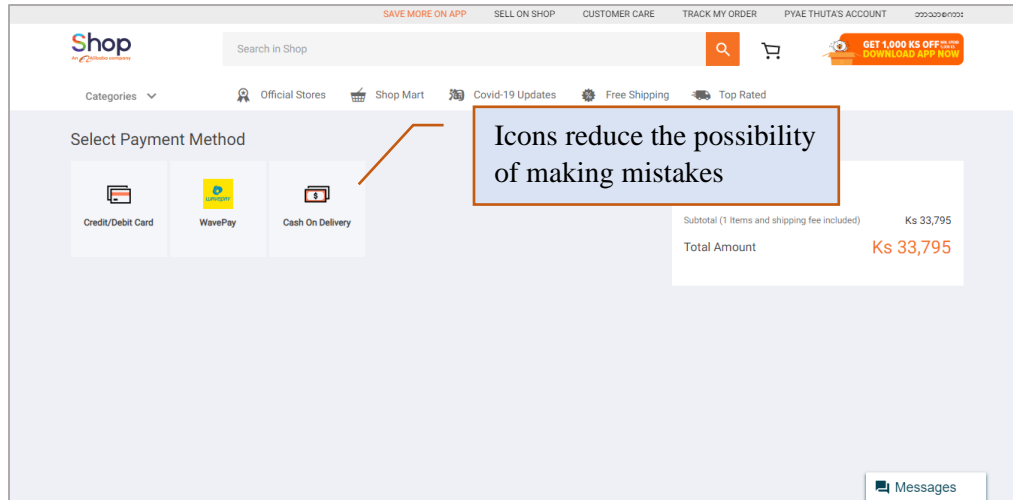 SAVE MORE ON APP SELL ON SHOP CUSTOMER CARE TRACK MY ORDER PYAE THUTA'S ACCOUNT ဘာသာစကား
Shop
An Alibaba company
Search in Shop
GET 1,000 KS OFF
DOWNLOAD APP NOW
Categories Official Stores Shop Mart Covid-19 Updates Free Shipping Top Rated
Select Payment Method
Icons reduce the possibility
of making mistakes
WAVEPAY
Credit/Debit Card WavePay Cash On Delivery
Subtotal (1 Items and shipping fee included) Ks 33,795
Total Amount Ks 33,795
Messages